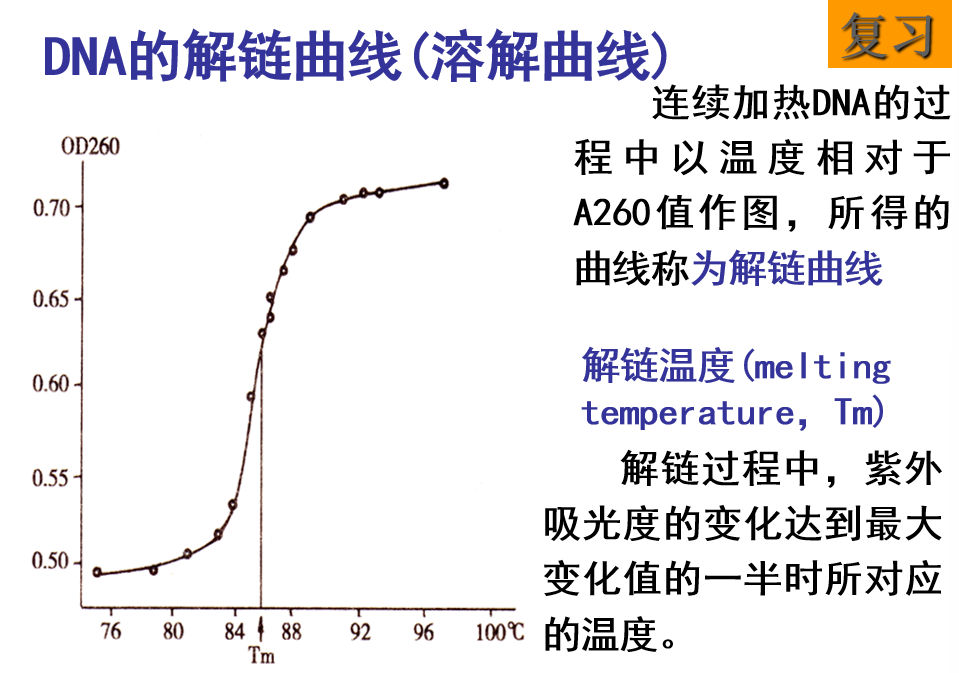 复习
DNA的解链曲线(溶解曲线)
连续加热DNA的过
程中以温度相对于
A260值作图，所得的
曲线称为解链曲线
解链温度(melting
temperature，Tm)
解链过程中，紫外
吸光度的变化达到最大
变化值的一半时所对应
的温度。
OD260
0.70
0.65
0.60
0.55
0.50
76 80 84 88 92 96 100℃
Tm